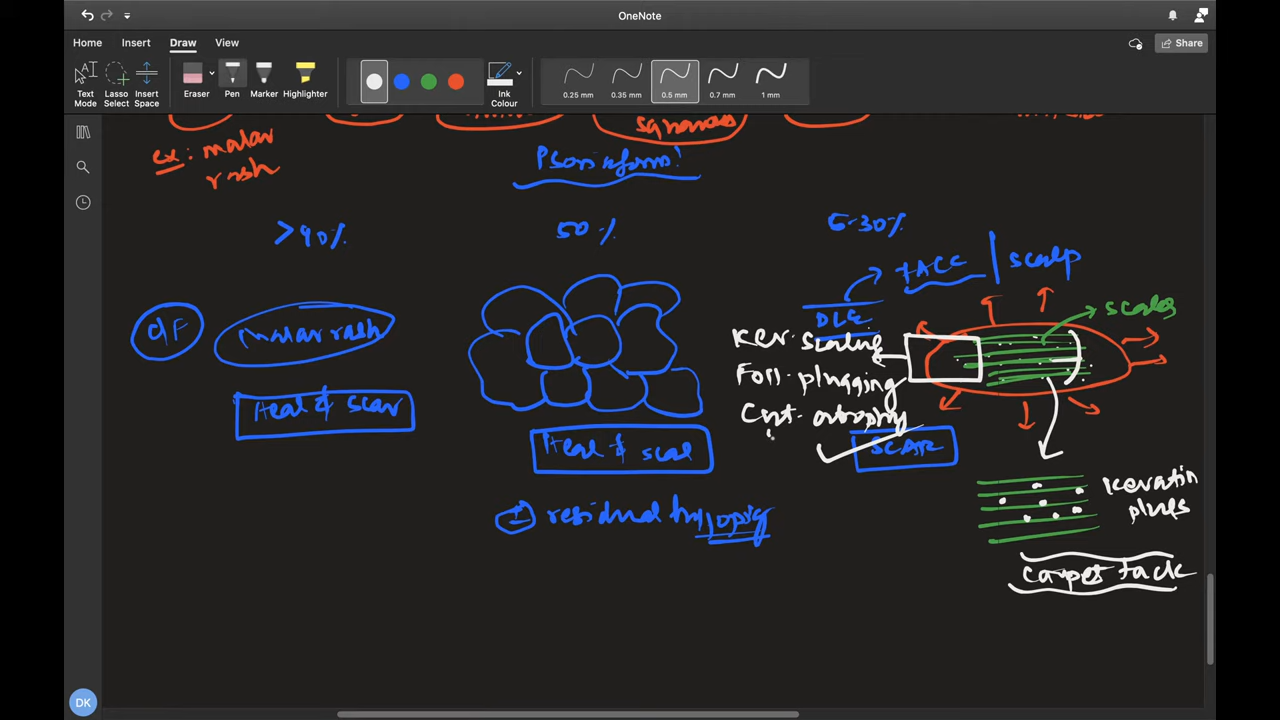 OneNote
Home Insert Draw View
Share
Text Mode
Lasso Select
Insert Space
Eraser
Pen
Marker
Highlighter
Ink Colour
0.25 mm
0.35 mm
0.5 mm
0.7 mm
1 mm
squamous
ex: malar rash
Psoriaform!
>90%
50%
5-30%
DLE
FACE | scalp
scales
C/F
malar rash
Heal & scar
Heal & scar
± residual hypopig
Ker. scaling
Foll- plugging
Cut- atrophy
SCAR
Keratin plugs
carpet tack
DK